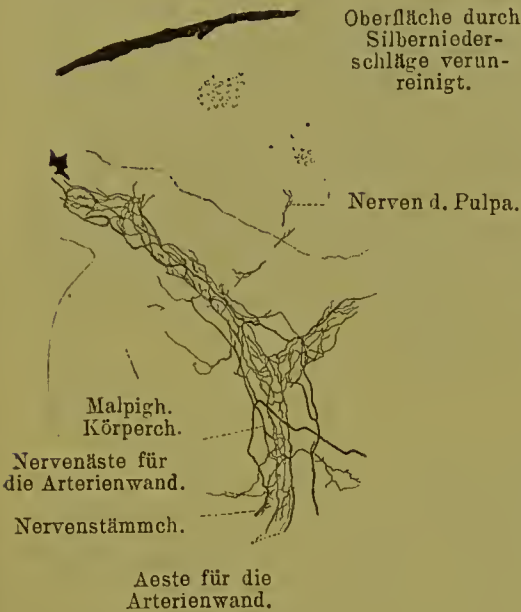 Oberfläche durch
Silbernieder-
schläge verun-
reinigt.
Nerven d. Pulpa.
Malpigh.
Körperch.
Nervenäste für
die Arterienwand.
Nervenstämmch.
Aeste für die
Arterienwand.